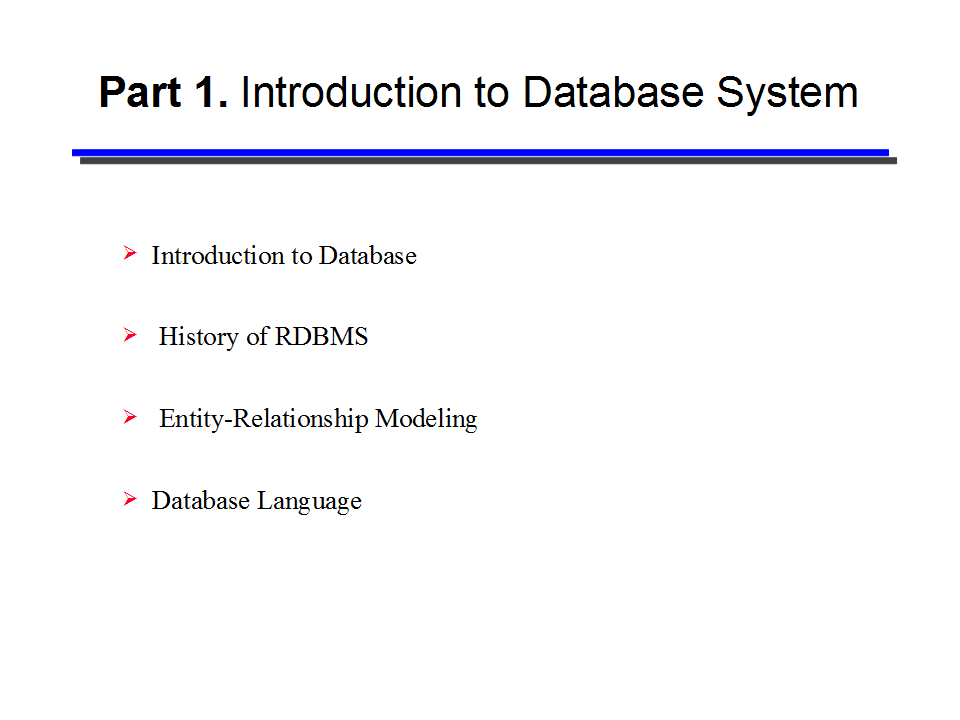 Part 1. Introduction to Database System
Introduction to Database
History of RDBMS
Entity-Relationship Modeling
Database Language